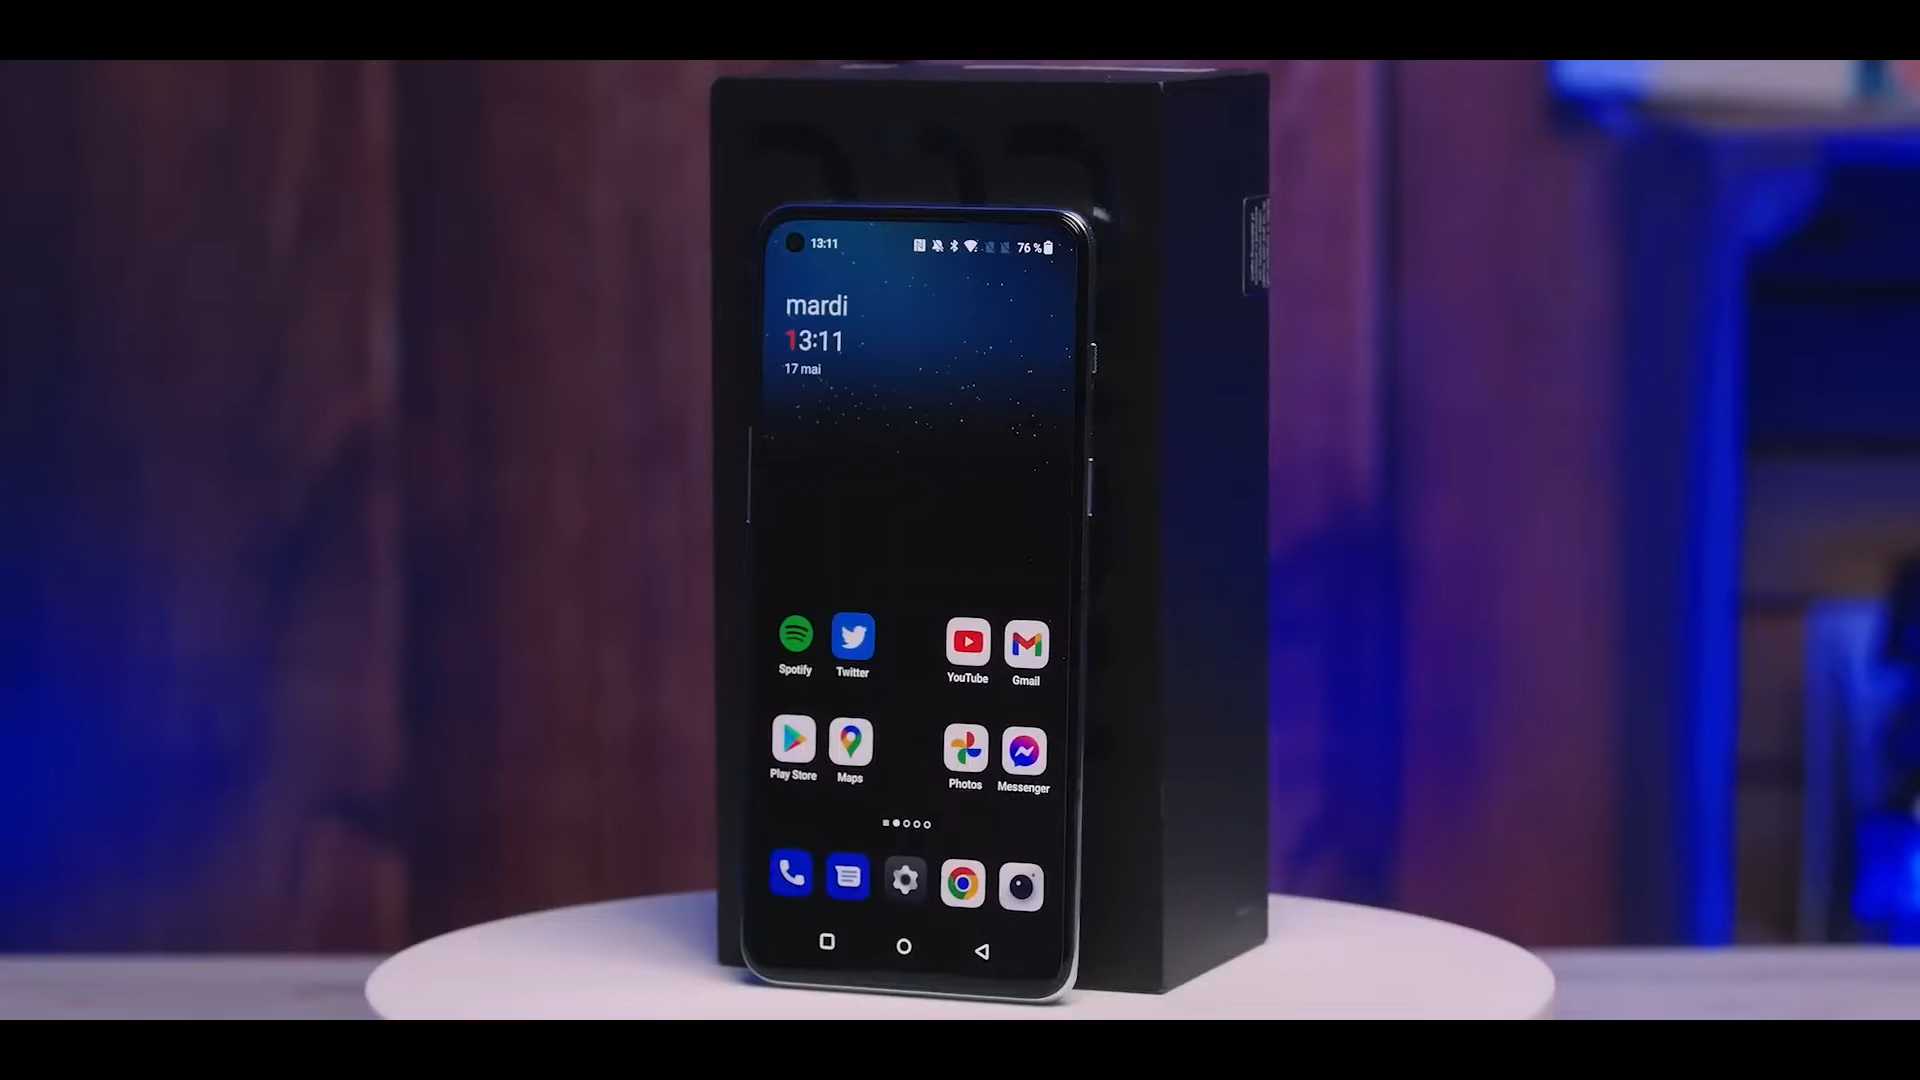 13:11
76 %
mardi
13:11
17 mai
Spotify
Twitter
YouTube
Gmail
Play Store
Maps
Photos
Messenger